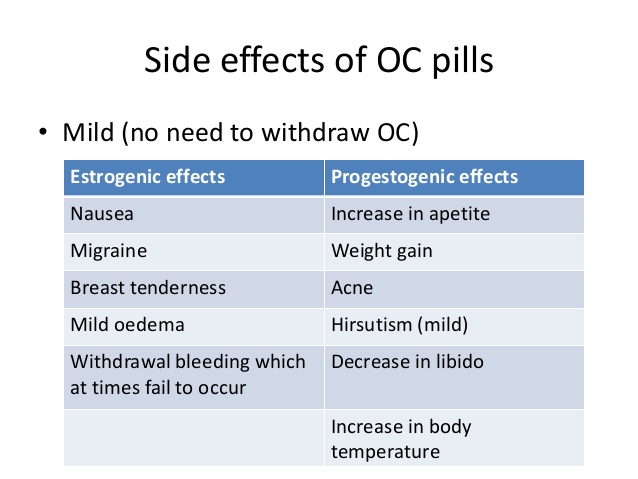 Side effects of OC pills
• Mild (no need to withdraw OC)
Estrogenic effects Progestogenic effects
Nausea Increase in apetite
Migraine Weight gain
Breast tenderness Acne
Mild oedema Hirsutism (mild)
Withdrawal bleeding which Decrease in libido
at times fail to occur
Increase in body
temperature